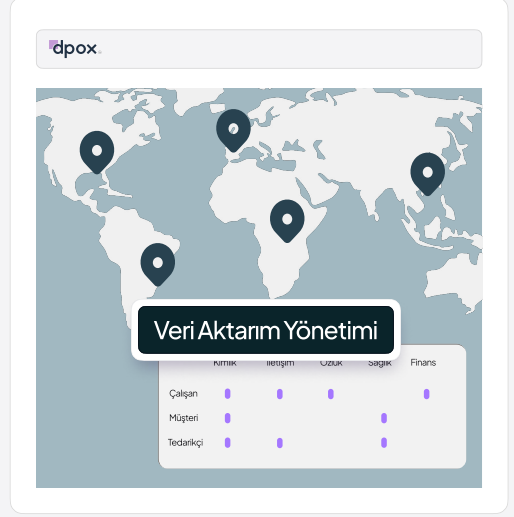 dpox
Veri Aktarım Yönetimi
Kimlik İletişim Özlük Sağlık Finans
Çalışan
Müşteri
Tedarikçi